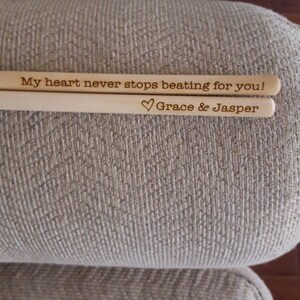 My heart never stops beating for you!
♡Grace & Jasper